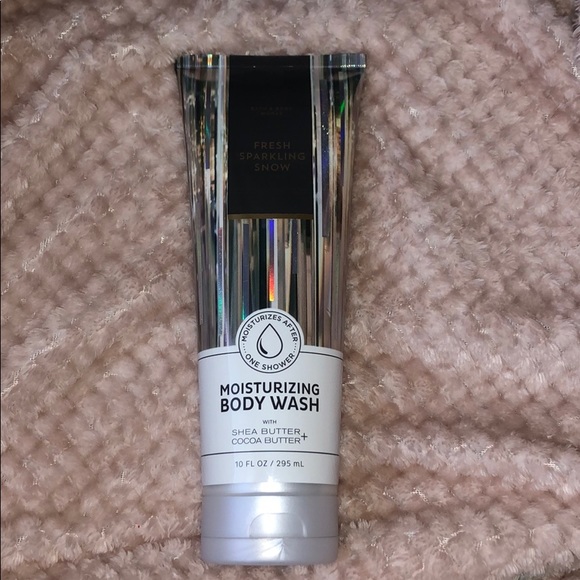 FRESH
SPARKLING
SNOW
MOISTURIZES AFTER
ONE SHOWER
MOISTURIZING
BODY WASH
WITH
SHEA BUTTER
COCOA BUTTER+
10 FL OZ / 295 mL